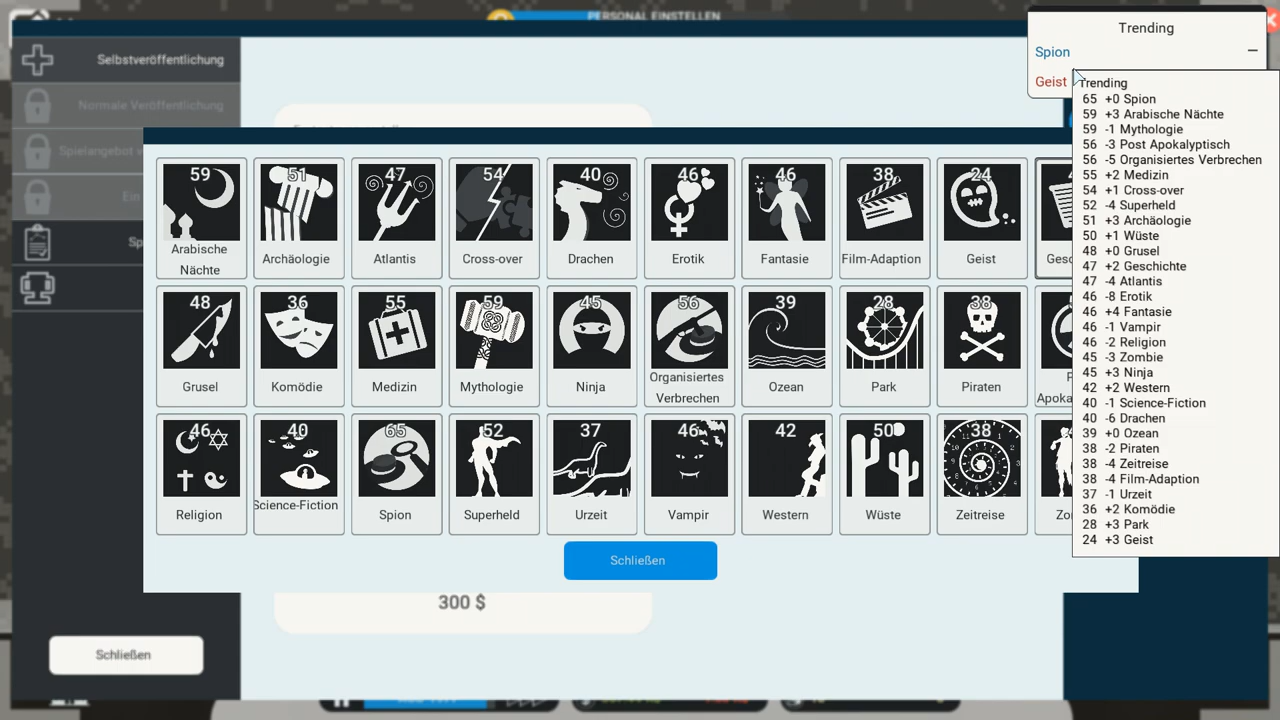 PERSONAL EINSTELLEN
Trending
Spion
Geist
Selbstveröffentlichung
Normale Veröffentlichung
Spielangebot
Ein
Sp
Trending
65 +0 Spion
59 +3 Arabische Nächte
59 -1 Mythologie
56 -3 Post Apokalyptisch
56 -5 Organisiertes Verbrechen
55 +2 Medizin
54 +1 Cross-over
52 -4 Superheld
51 +3 Archäologie
50 +1 Wüste
48 +0 Grusel
47 +2 Geschichte
47 -4 Atlantis
46 -8 Erotik
46 +4 Fantasie
46 -1 Vampir
46 -2 Religion
45 -3 Zombie
45 +3 Ninja
42 +2 Western
40 -1 Science-Fiction
40 -6 Drachen
39 +0 Ozean
38 -2 Piraten
38 -4 Zeitreise
38 -4 Film-Adaption
37 -1 Urzeit
36 +2 Komödie
28 +3 Park
24 +3 Geist
59 51 47 54 40 46 46 38 24 4
Arabische Nächte
Archäologie
Atlantis
Cross-over
Drachen
Erotik
Fantasie
Film-Adaption
Geist
Gesc
48 36 55 59 45 56 39 28 38
Grusel
Komödie
Medizin
Mythologie
Ninja
Organisiertes Verbrechen
Ozean
Park
Piraten
P
Apoka
46 40 65 52 37 46 42 50 38
Religion
Science-Fiction
Spion
Superheld
Urzeit
Vampir
Western
Wüste
Zeitreise
Zo
Schließen
300 $
Schließen